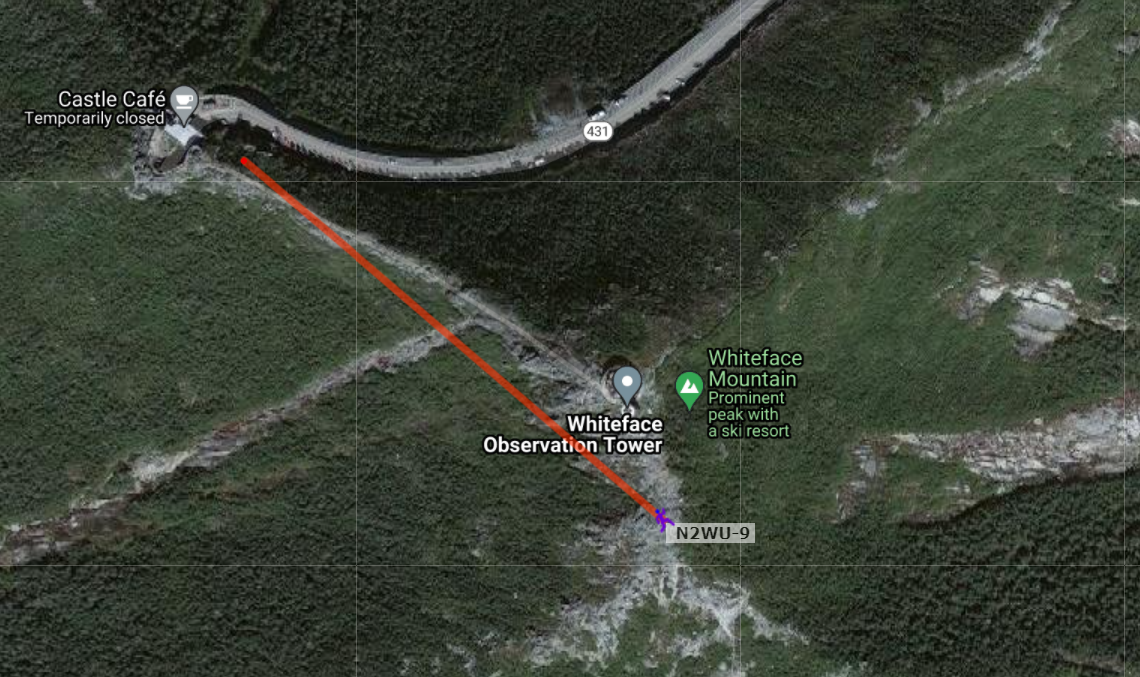 Castle Café
Temporarily closed
431
Whiteface
Mountain
Prominent
peak with
a ski resort
Whiteface
Observation Tower
N2WU-9